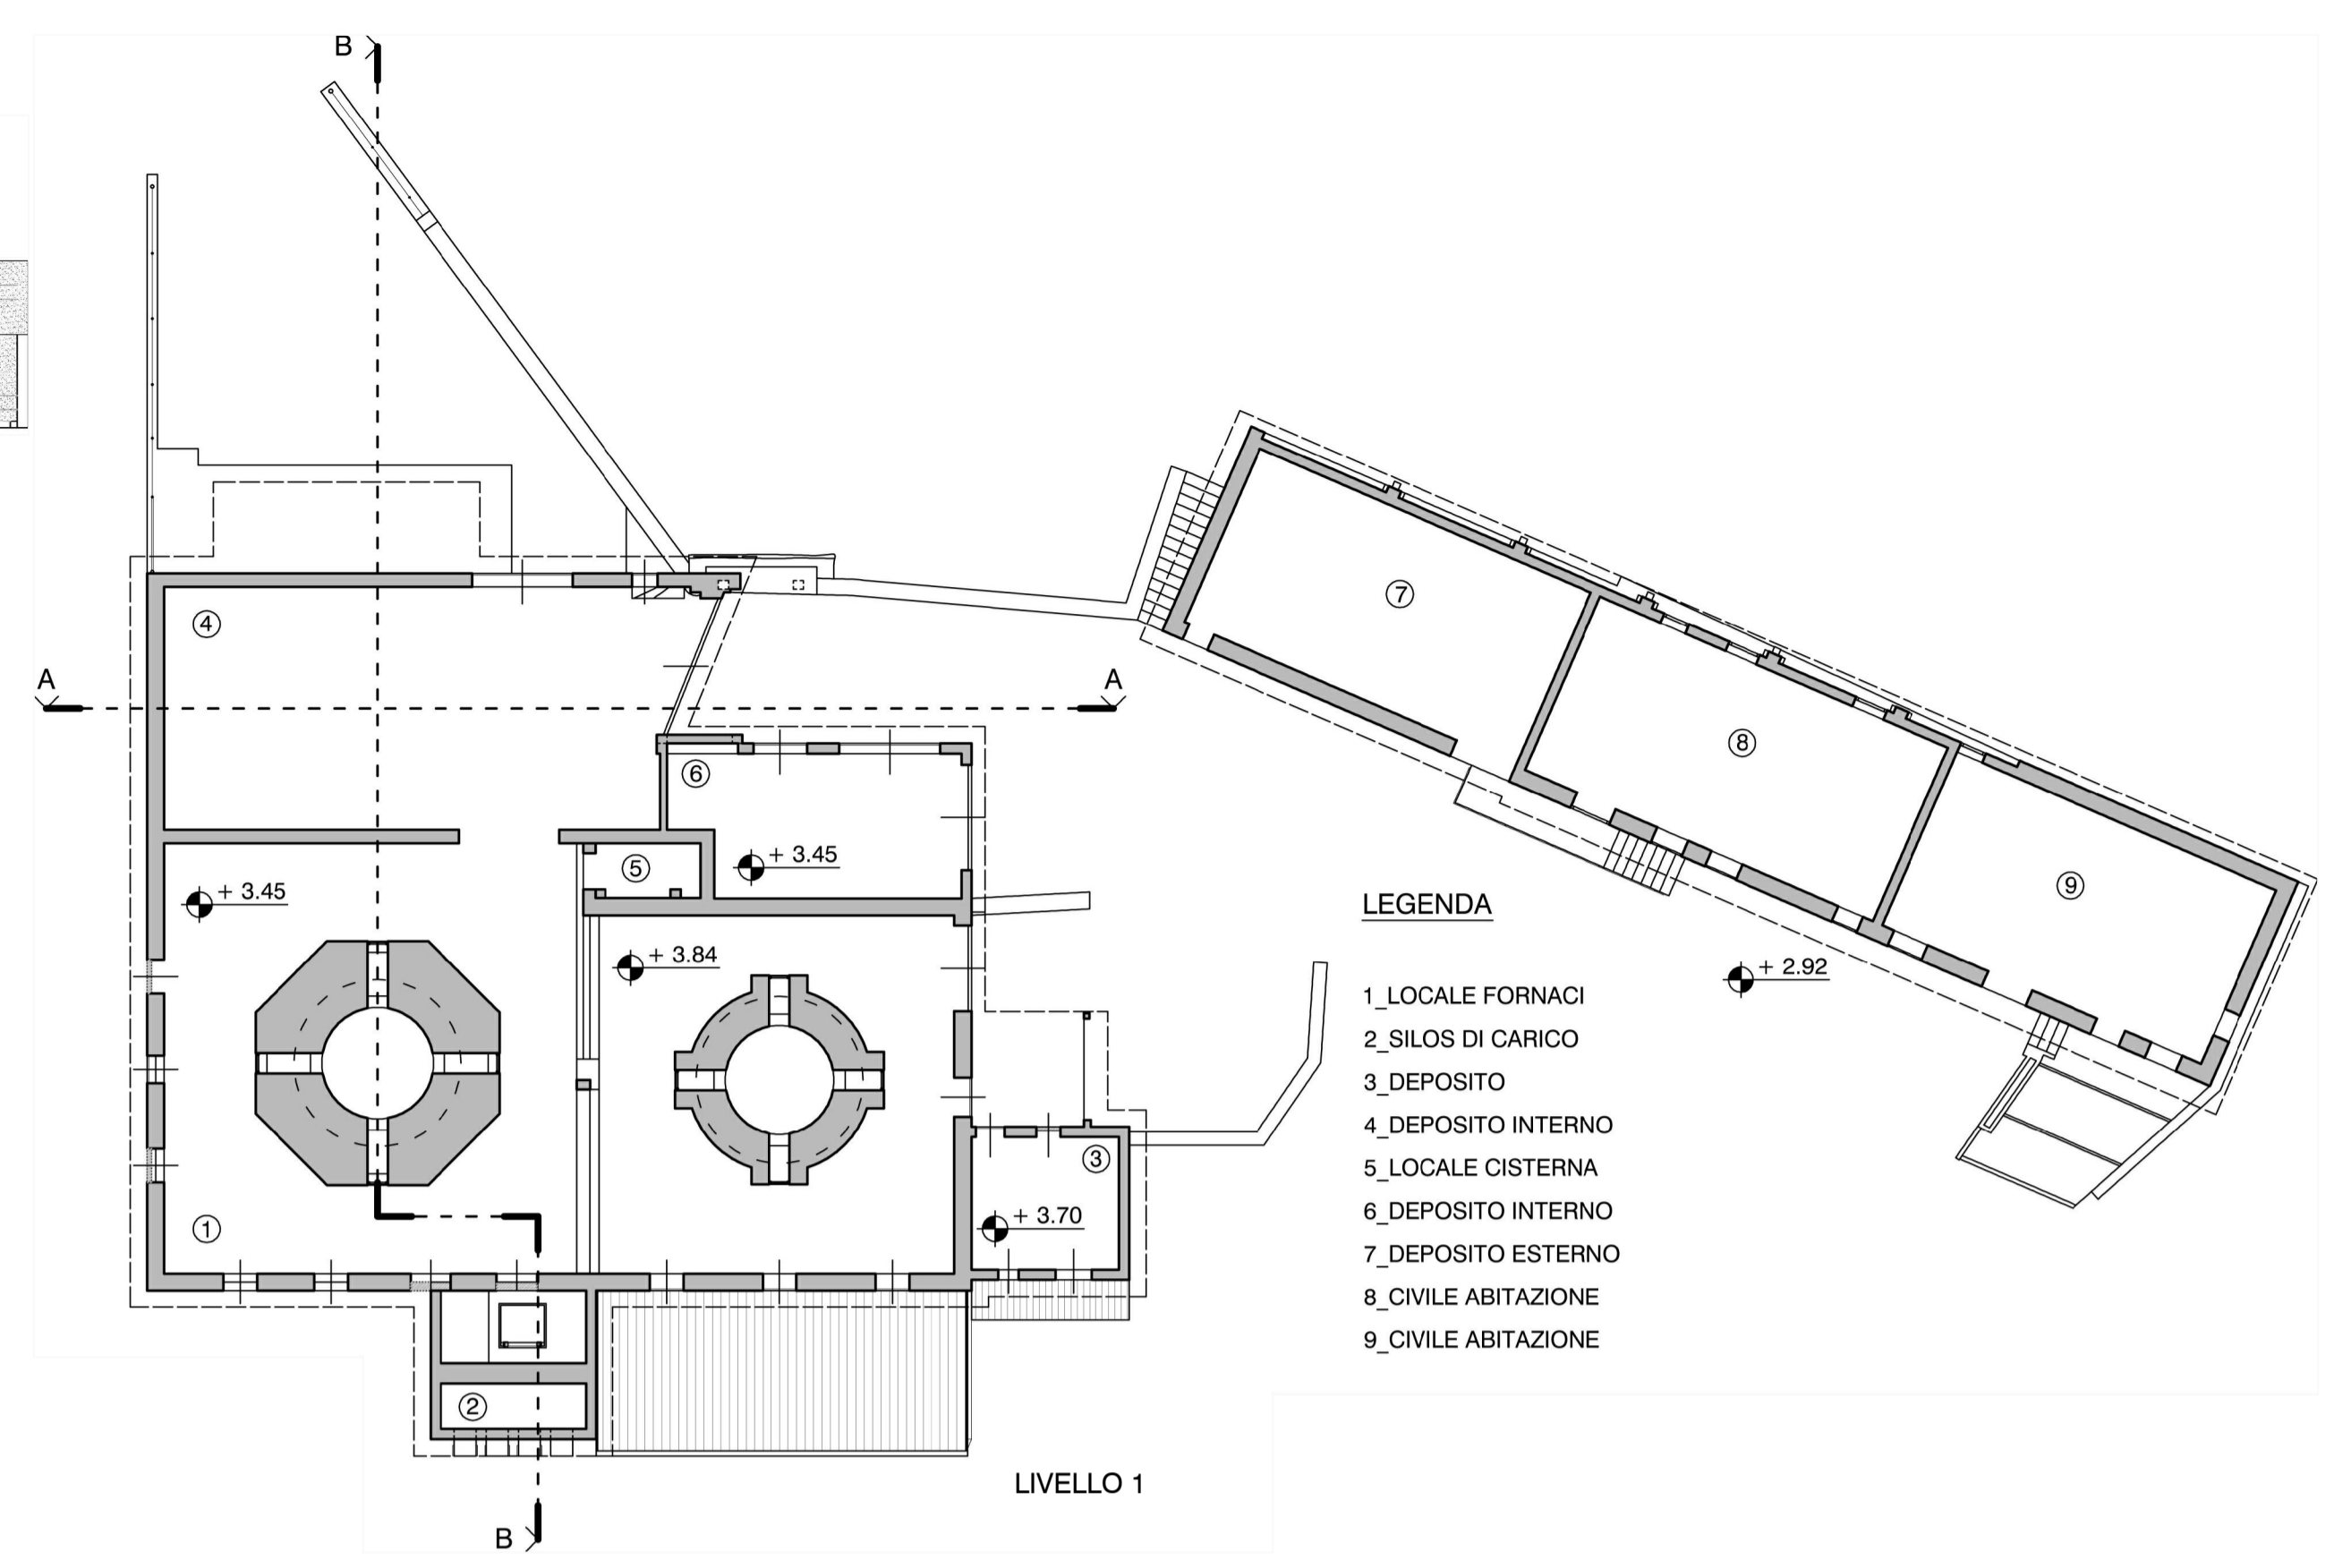 B
4
7
A
A
6
8
5
+ 3.45
+ 3.45
9
LEGENDA
+ 3.84
+ 2.92
1_LOCALE FORNACI
2_SILOS DI CARICO
3_DEPOSITO
4_DEPOSITO INTERNO
5_LOCALE CISTERNA
6_DEPOSITO INTERNO
7_DEPOSITO ESTERNO
8_CIVILE ABITAZIONE
9_CIVILE ABITAZIONE
3
+ 3.70
1
2
LIVELLO 1
B